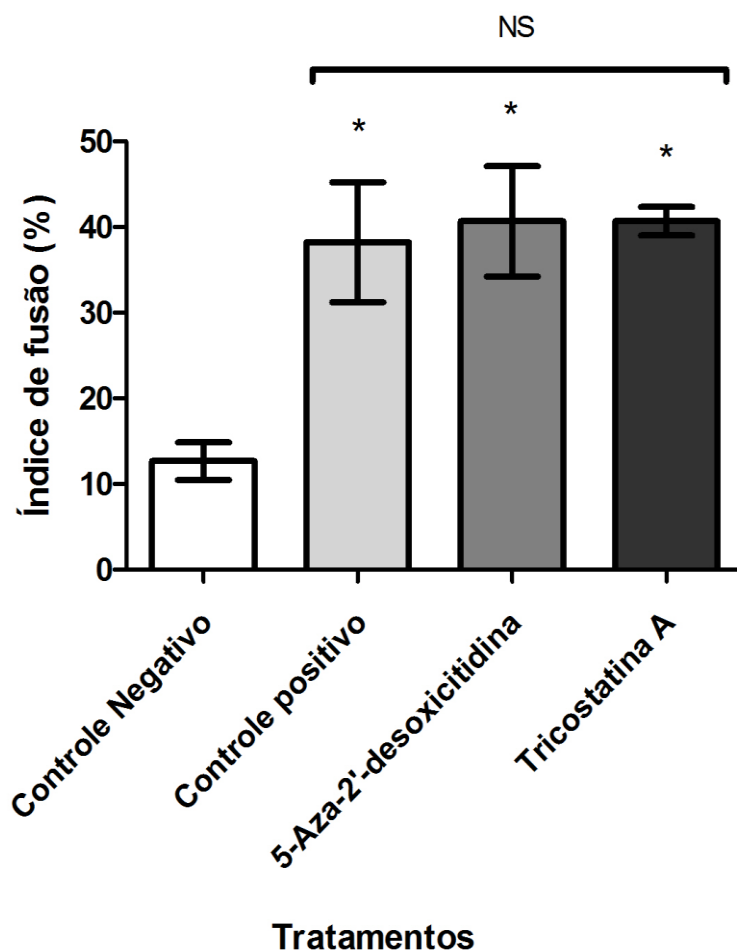 NS
* * *
Índice de fusão (%)
50
40
30
20
10
0
Controle Negativo
Controle positivo
5-Aza-2'-desoxicitidina
Tricostatina A
Tratamentos